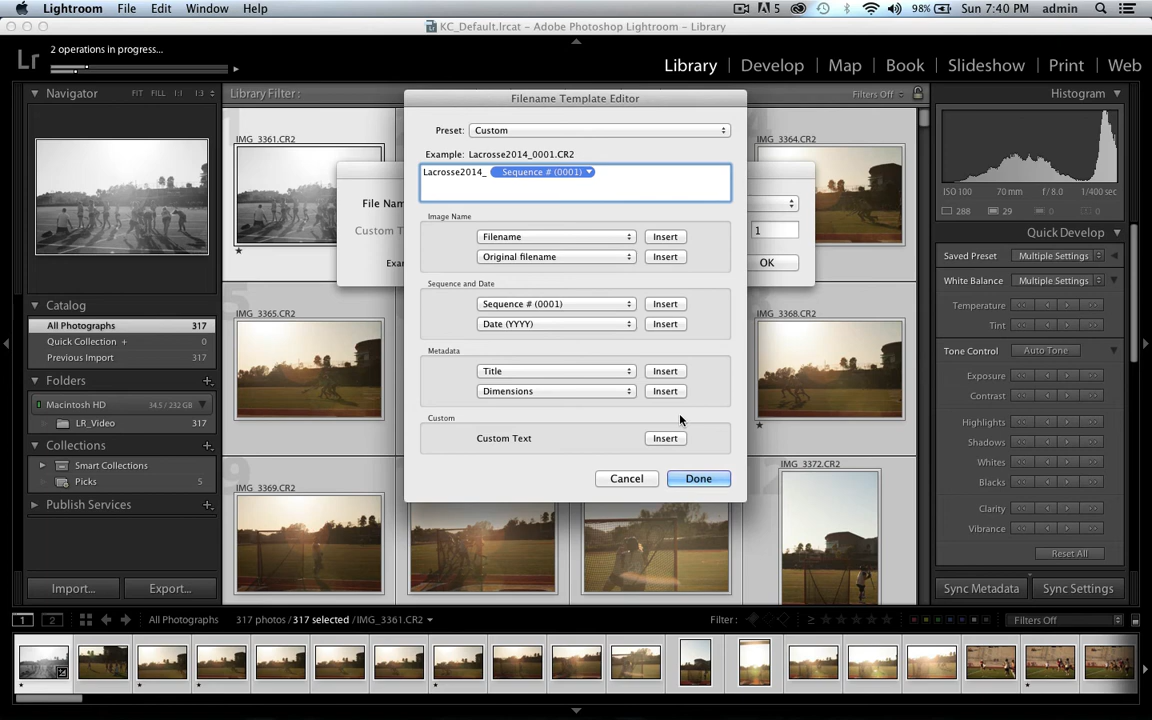 Lightroom File Edit Window Help 5 98% Sun 7:40 PM admin
KC_Default.lrcat - Adobe Photoshop Lightroom - Library
Lr 2 operations in progress...
Library | Develop | Map | Book | Slideshow | Print | Web
Navigator FIT FILL 1:1 1:3
Library Filter : Filters Off
Histogram
ISO 100 70 mm f / 8.0 1/400 sec
288 29 0 0
Quick Develop
Saved Preset Multiple Settings
White Balance Multiple Settings
Temperature
Tint
Tone Control Auto Tone
Exposure
Contrast
Highlights
Shadows
Whites
Blacks
Clarity
Vibrance
Reset All
Sync Metadata Sync Settings
Catalog
All Photographs 317
Quick Collection + 0
Previous Import 317
Folders
Macintosh HD 34.5 / 232 GB
LR_Video 317
Collections
Smart Collections
Picks 5
Publish Services
Import... Export...
IMG_3361.CR2
IMG_3364.CR2
IMG_3365.CR2
IMG_3368.CR2
IMG_3369.CR2
IMG_3372.CR2
File Nam
Custom T
Exar
1
OK
Filename Template Editor
Preset: Custom
Example: Lacrosse2014_0001.CR2
Lacrosse2014_ Sequence # (0001)
Image Name
Filename Insert
Original filename Insert
Sequence and Date
Sequence # (0001) Insert
Date (YYYY) Insert
Metadata
Title Insert
Dimensions Insert
Custom
Custom Text Insert
Cancel Done
1 2 All Photographs 317 photos / 317 selected / IMG_3361.CR2 Filter : Filters Off